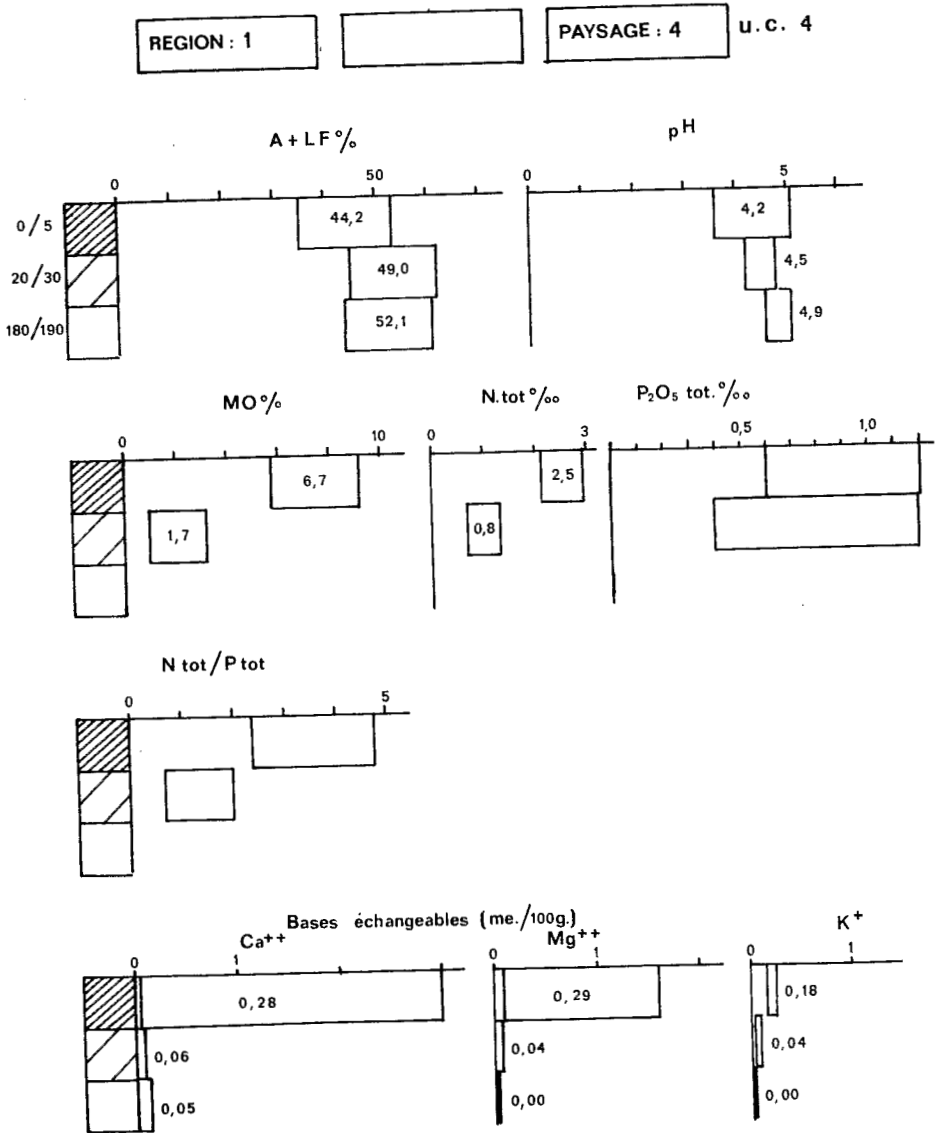 REGION : 1 PAYSAGE : 4 u.c. 4
A + LF % pH
0 50 0 5
0/5 44,2 4,2
20/30 49,0 4,5
180/190 52,1 4,9
MO % N.tot ‰ P₂O₅ tot.‰
0 10 0 3 0,5 1,0
6,7 2,5
1,7 0,8
N tot/P tot
0 5
Bases échangeables (me./100g.)
Ca⁺⁺ Mg⁺⁺ K⁺
0 1 0 1 0 1
0,28 0,29 0,18
0,06 0,04 0,04
0,05 0,00 0,00